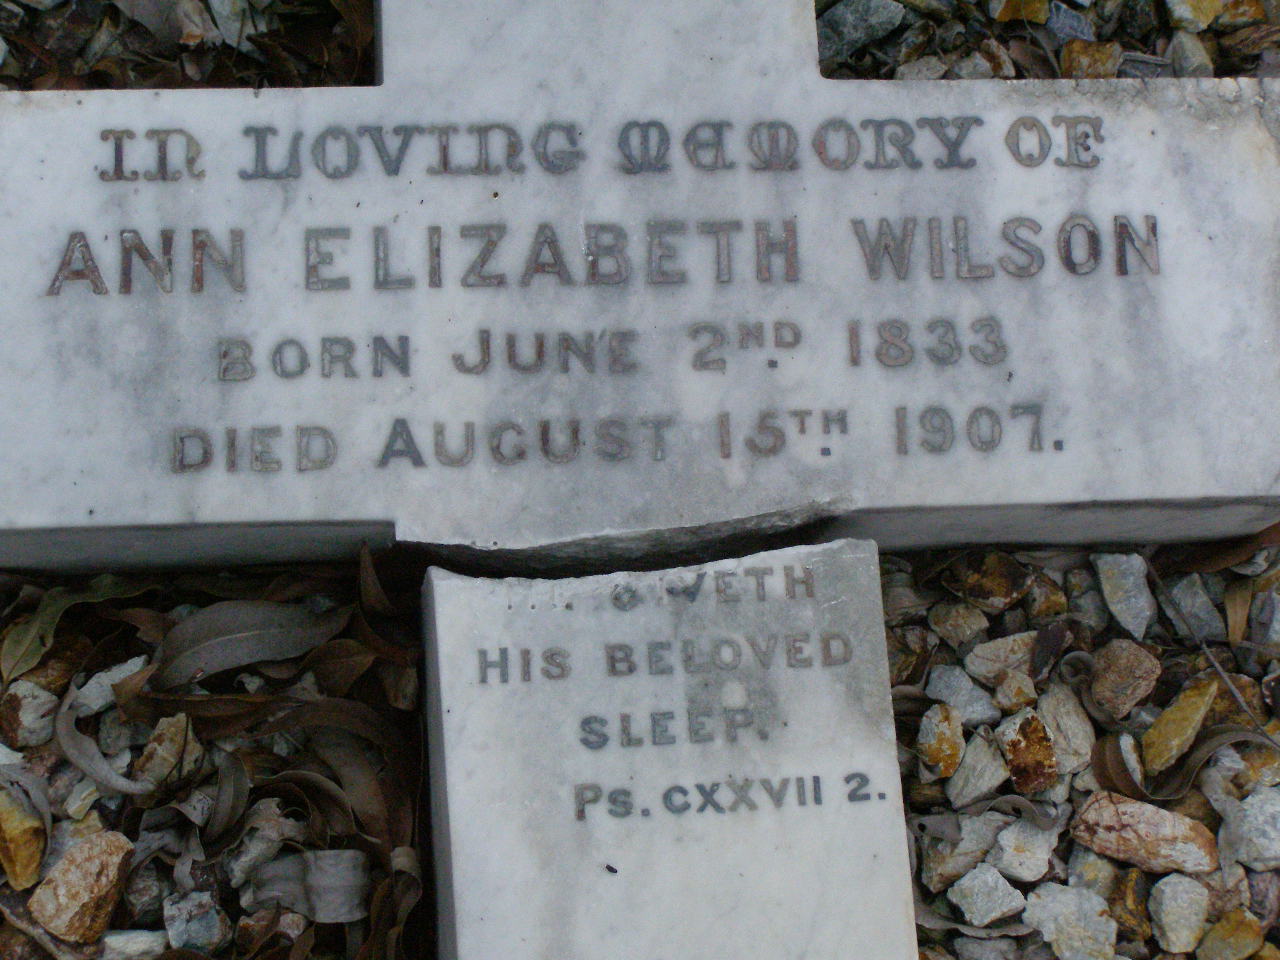 IN LOVING MEMORY OF
ANN ELIZABETH WILSON
BORN JUNE 2ND. 1833
DIED AUGUST 15TH. 1907.
GIVETH
HIS BELOVED
SLEEP.
PS. CXXVII 2.